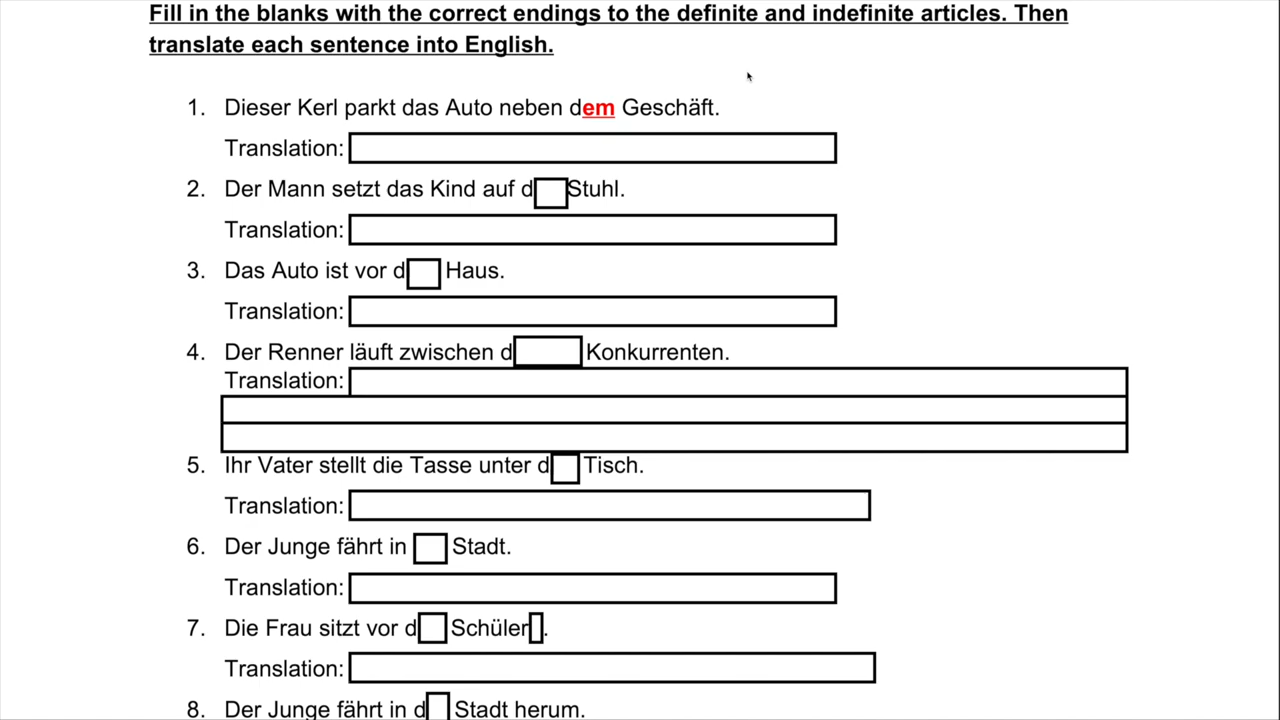 Fill in the blanks with the correct endings to the definite and indefinite articles. Then
translate each sentence into English.
1. Dieser Kerl parkt das Auto neben dem Geschäft.
Translation:
2. Der Mann setzt das Kind auf d Stuhl.
Translation:
3. Das Auto ist vor d Haus.
Translation:
4. Der Renner läuft zwischen d Konkurrenten.
Translation:
5. Ihr Vater stellt die Tasse unter d Tisch.
Translation:
6. Der Junge fährt in Stadt.
Translation:
7. Die Frau sitzt vor d Schüler .
Translation:
8. Der Junge fährt in d Stadt herum.